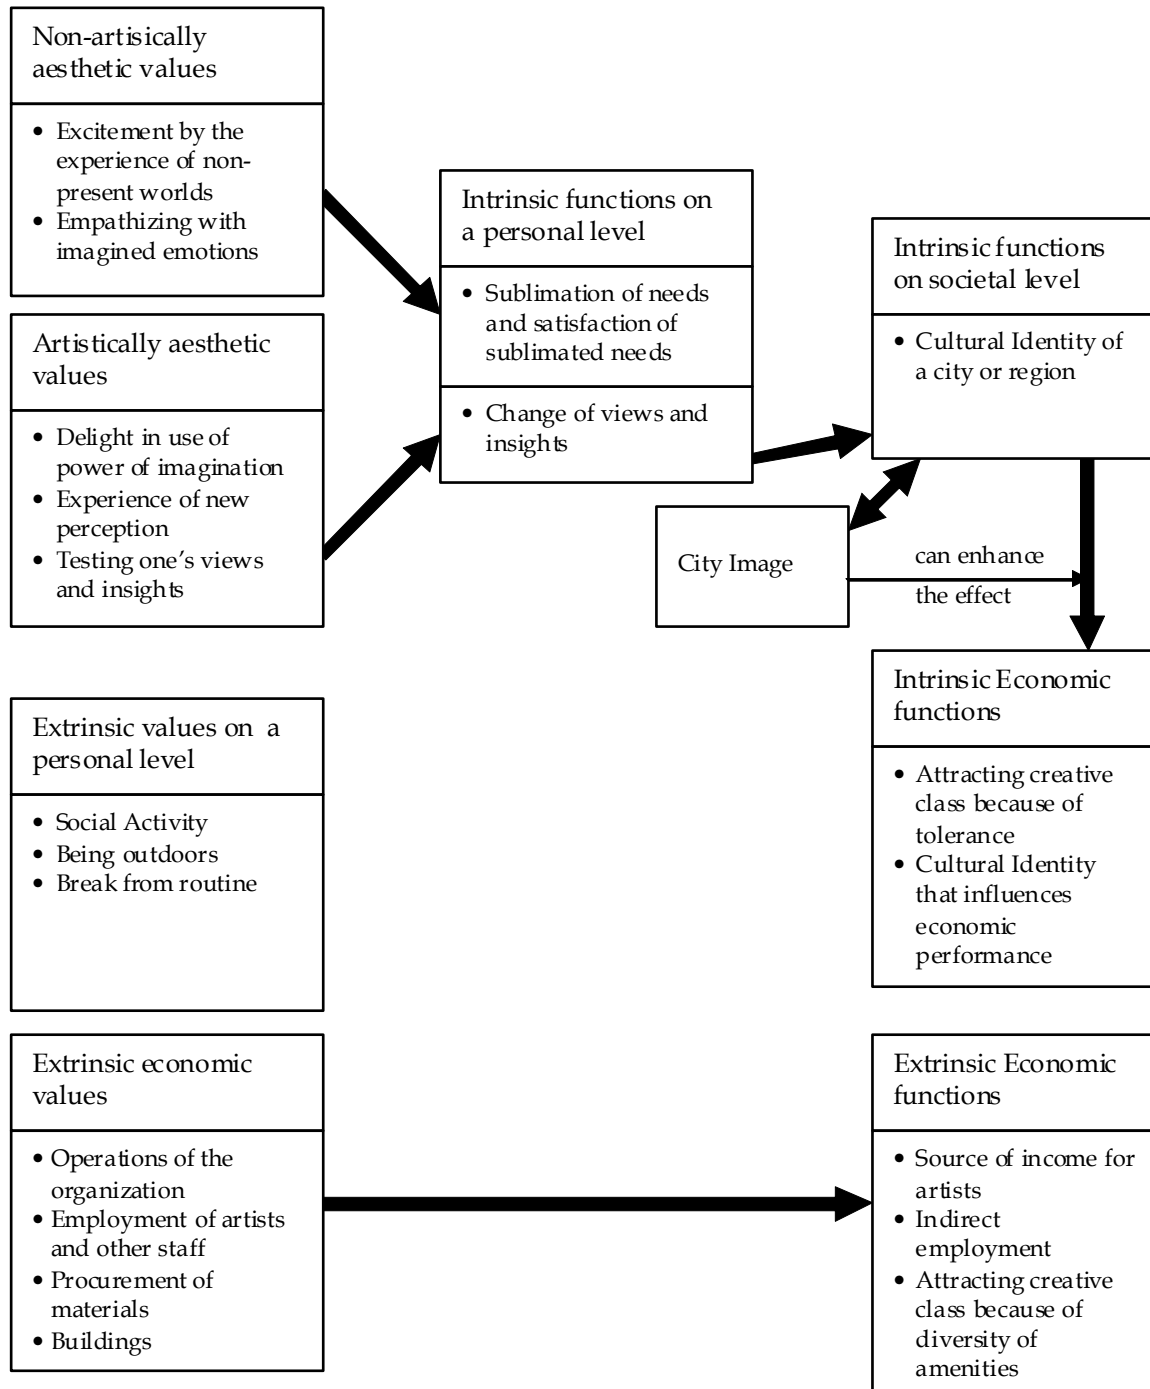 Non-artisically
aesthetic values
• Excitement by the
experience of non-
present worlds
• Empathizing with
imagined emotions
Artistically aesthetic
values
• Delight in use of
power of imagination
• Experience of new
perception
• Testing one's views
and insights
Intrinsic functions on
a personal level
• Sublimation of needs
and satisfaction of
sublimated needs
• Change of views and
insights
Intrinsic functions
on societal level
• Cultural Identity of
a city or region
City Image
can enhance
the effect
Intrinsic Economic
functions
• Attracting creative
class because of
tolerance
• Cultural Identity
that influences
economic
performance
Extrinsic values on a
personal level
• Social Activity
• Being outdoors
• Break from routine
Extrinsic economic
values
• Operations of the
organization
• Employment of artists
and other staff
• Procurement of
materials
• Buildings
Extrinsic Economic
functions
• Source of income for
artists
• Indirect
employment
• Attracting creative
class because of
diversity of
amenities